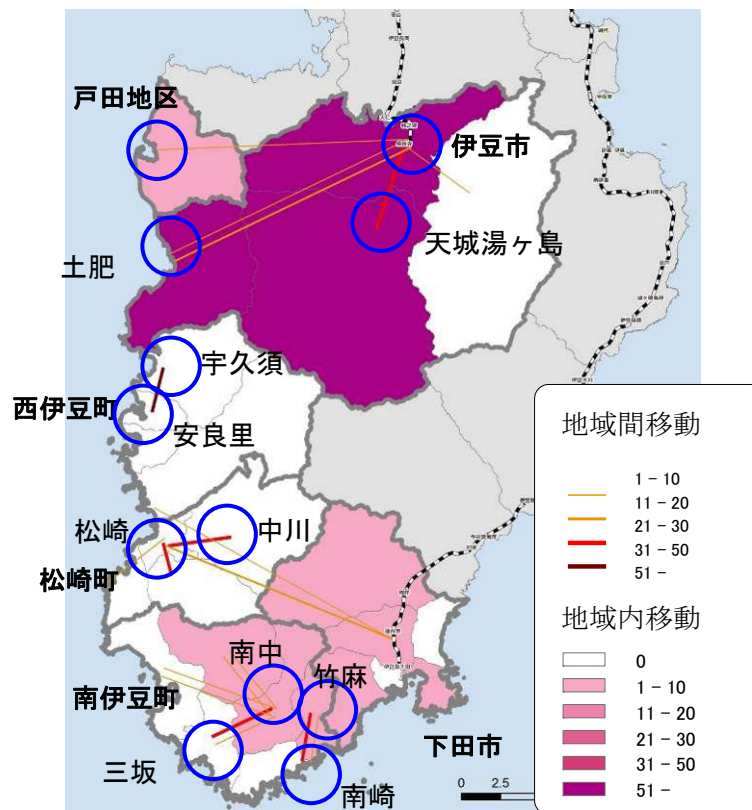 戸田地区
伊豆市
天城湯ヶ島
土肥
宇久須
西伊豆町
安良里
松崎
中川
松崎町
南中
竹麻
南伊豆町
下田市
三坂
南崎
0 2.5
地域間移動
1 - 10
11 - 20
21 - 30
31 - 50
51 -
地域内移動
0
1 - 10
11 - 20
21 - 30
31 - 50
51 -